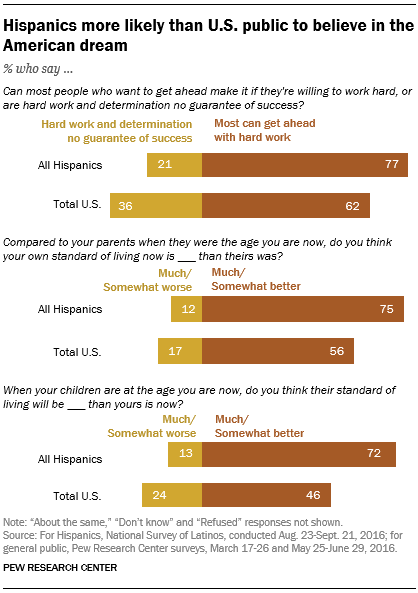 Hispanics more likely than U.S. public to believe in the
American dream
% who say ...
Can most people who want to get ahead make it if they're willing to work hard, or
are hard work and determination no guarantee of success?
Hard work and determination
no guarantee of success
Most can get ahead
with hard work
All Hispanics 21 77
Total U.S. 36 62
Compared to your parents when they were the age you are now, do you think
your own standard of living now is ___ than theirs was?
Much/
Somewhat worse
Much/
Somewhat better
All Hispanics 12 75
Total U.S. 17 56
When your children are at the age you are now, do you think their standard of
living will be ___ than yours is now?
Much/
Somewhat worse
Much/
Somewhat better
All Hispanics 13 72
Total U.S. 24 46
Note: “About the same,” “Don’t know” and “Refused” responses not shown.
Source: For Hispanics, National Survey of Latinos, conducted Aug. 23-Sept. 21, 2016; for
general public, Pew Research Center surveys, March 17-26 and May 25-June 29, 2016.
PEW RESEARCH CENTER